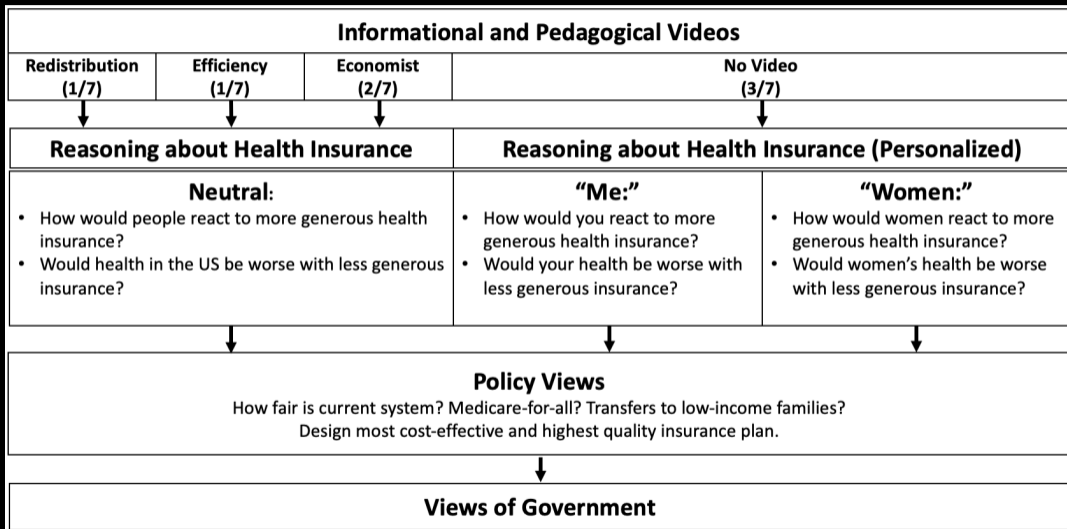 Informational and Pedagogical Videos
Redistribution
(1/7)
Efficiency
(1/7)
Economist
(2/7)
No Video
(3/7)
Reasoning about Health Insurance
Reasoning about Health Insurance (Personalized)
Neutral:
• How would people react to more generous health
insurance?
• Would health in the US be worse with less generous
insurance?
“Me:”
• How would you react to more
generous health insurance?
• Would your health be worse with
less generous insurance?
“Women:”
• How would women react to more
generous health insurance?
• Would women’s health be worse
with less generous insurance?
Policy Views
How fair is current system? Medicare-for-all? Transfers to low-income families?
Design most cost-effective and highest quality insurance plan.
Views of Government